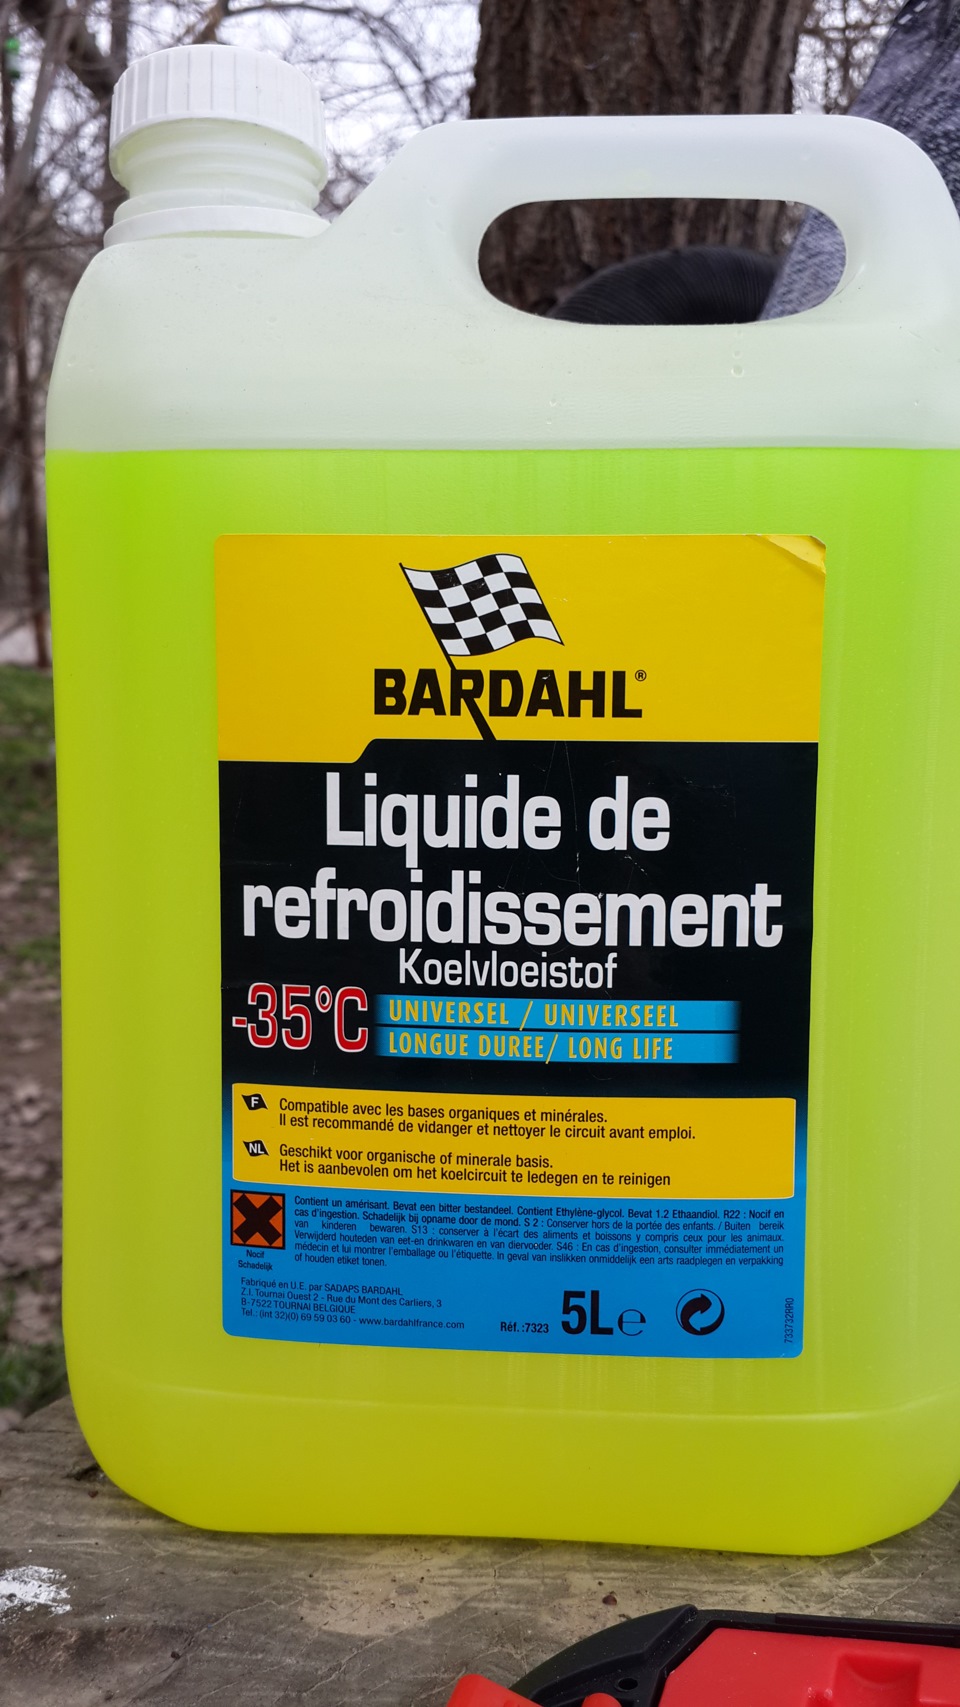 BARDAHL®
Liquide de
refroidissement
Koelvloeistof
-35°C
UNIVERSEL / UNIVERSEEL
LONGUE DUREE/ LONG LIFE
F
Compatible avec les bases organiques et minérales.
Il est recommandé de vidanger et nettoyer le circuit avant emploi.
NL
Geschikt voor organische of minerale basis.
Het is aanbevolen om het koelcircuit te ledegen en te reinigen
Nocif
Schadelijk
Contient un amérisant. Bevat een bitter bestandeel. Contient Ethylène-glycol. Bevat 1.2 Ethaandiol. R22 : Nocif en
cas d'ingestion. Schadelijk bij opname door de mond. S 2 : Conserver hors de la portée des enfants. / Buiten bereik
van kinderen bewaren. S13 : conserver à l'écart des aliments et boissons y compris ceux pour les animaux.
Verwijderd houteden van eet-en drinkwaren en van diervoeder. S46 : En cas d'ingestion, consulter immédiatement un
médecin et lui montrer l'emballage ou l'étiquette. In geval van inslikken onmiddelijk een arts raadplegen en verpakking
of houden etiket tonen.
Fabriqué en U.E. par SADAPS BARDAHL
Z.I. Tournai Ouest 2 - Rue du Mont des Carliers, 3
B-7522 TOURNAI BELGIQUE
Tel.: (int 32)(0) 69 59 03 60 - www.bardahlfrance.com
Réf. :7323
5L℮